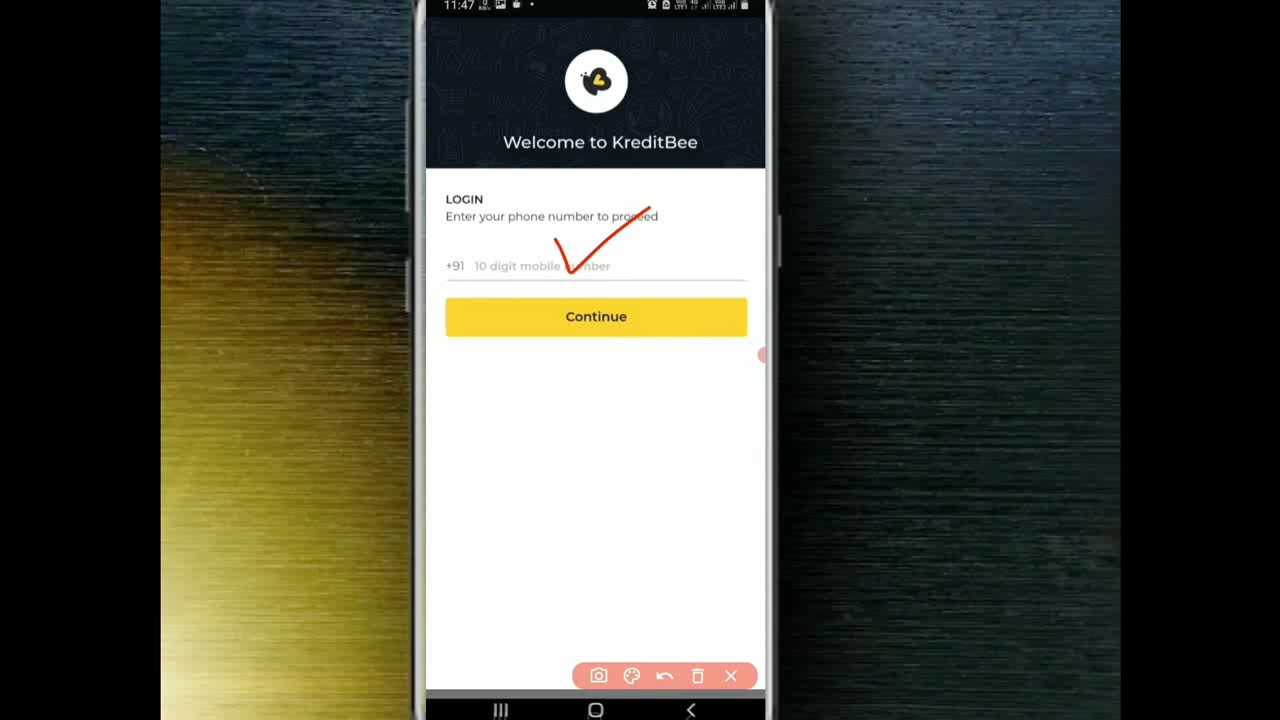 11:47
Welcome to KreditBee
LOGIN
Enter your phone number to proceed
+91 10 digit mobile number
Continue